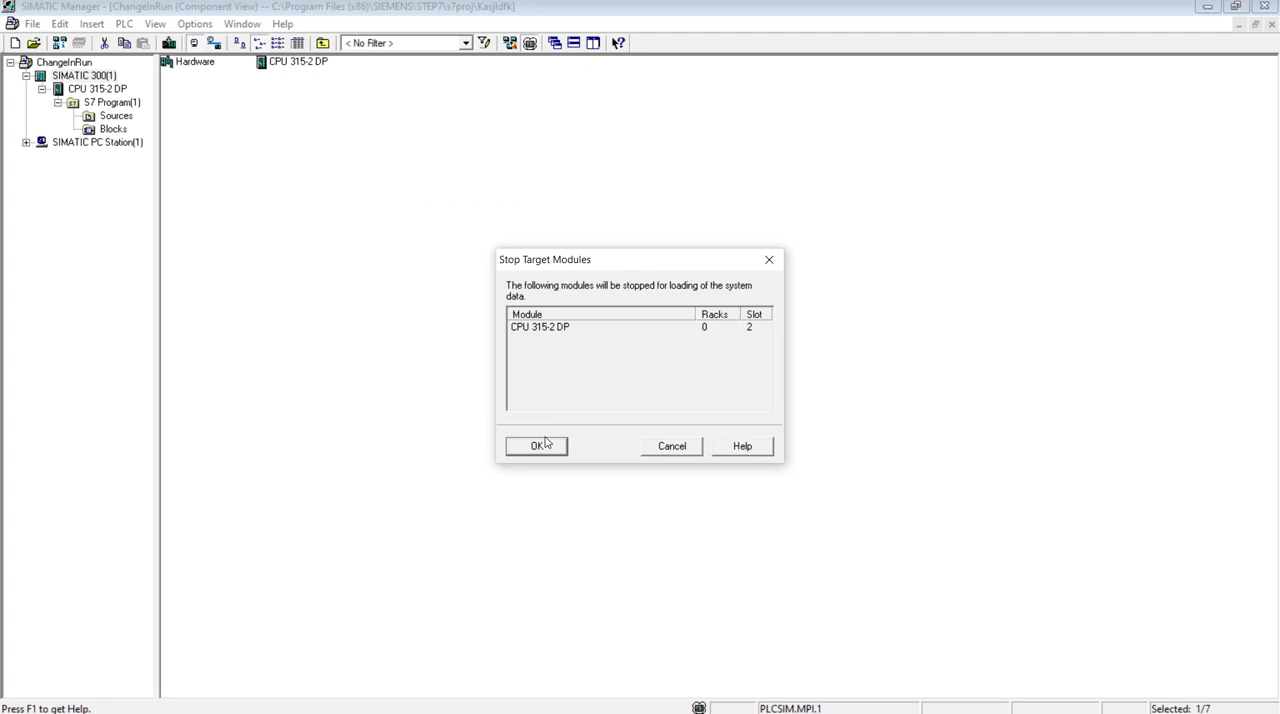 SIMATIC Manager - [ChangeInRun (Component View) -- C:\Program Files (x86)\SIEMENS\STEP7\s7proj\Kasjldfk]
File Edit Insert PLC View Options Window Help
< No Filter >
ChangeInRun
SIMATIC 300(1)
CPU 315-2 DP
S7 Program(1)
Sources
Blocks
SIMATIC PC Station(1)
Hardware CPU 315-2 DP
Stop Target Modules
The following modules will be stopped for loading of the system
data.
Module Racks Slot
CPU 315-2 DP 0 2
OK Cancel Help
Press F1 to get Help. PLCSIM.MPI.1 Selected: 1/7